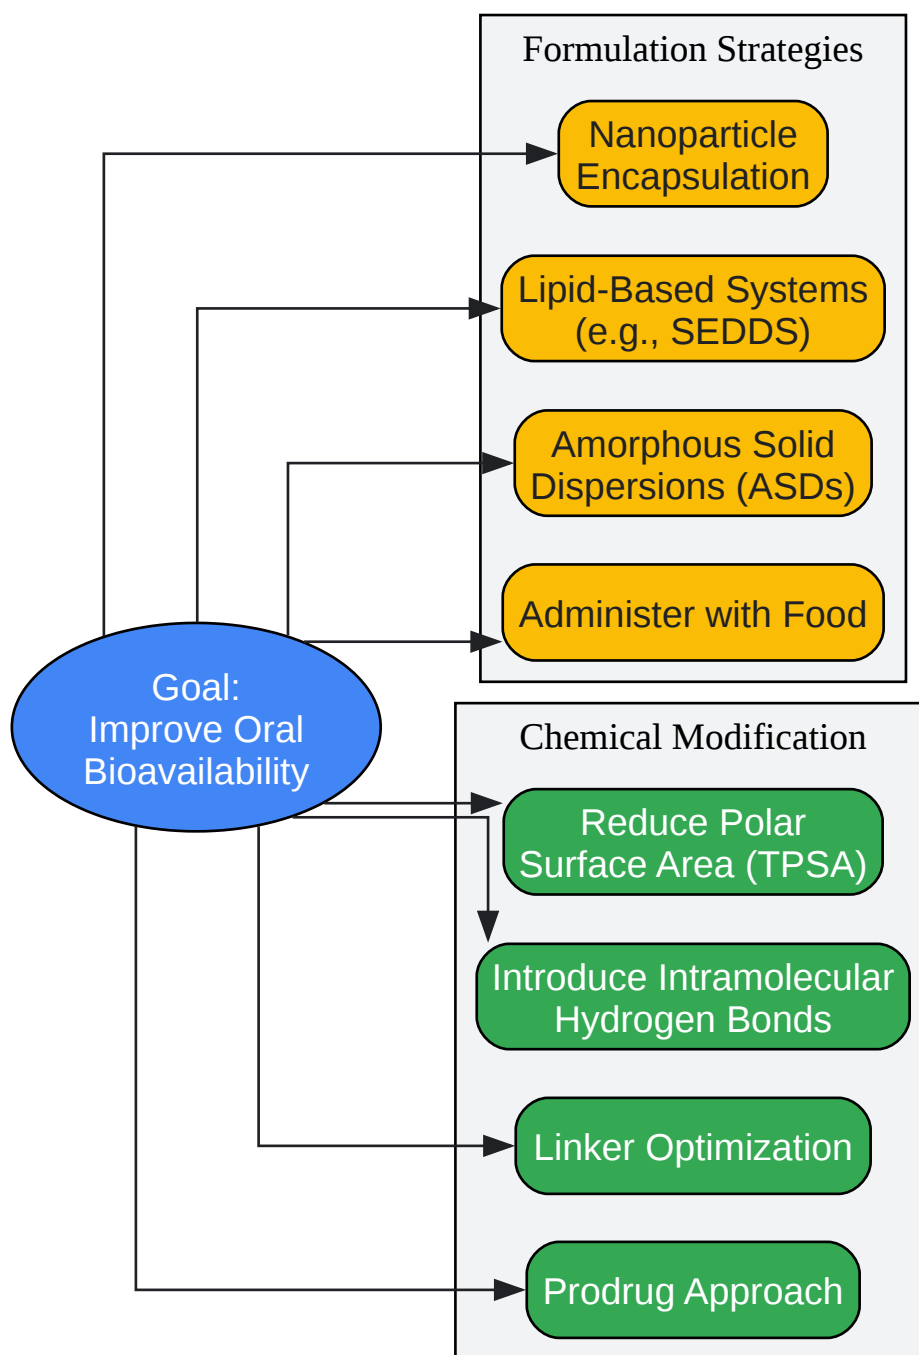 Formulation Strategies
Nanoparticle
Encapsulation
Lipid-Based Systems
(e.g., SEDDS)
Amorphous Solid
Dispersions (ASDs)
Administer with Food
Goal:
Improve Oral
Bioavailability
Chemical Modification
Reduce Polar
Surface Area (TPSA)
Introduce Intramolecular
Hydrogen Bonds
Linker Optimization
Prodrug Approach